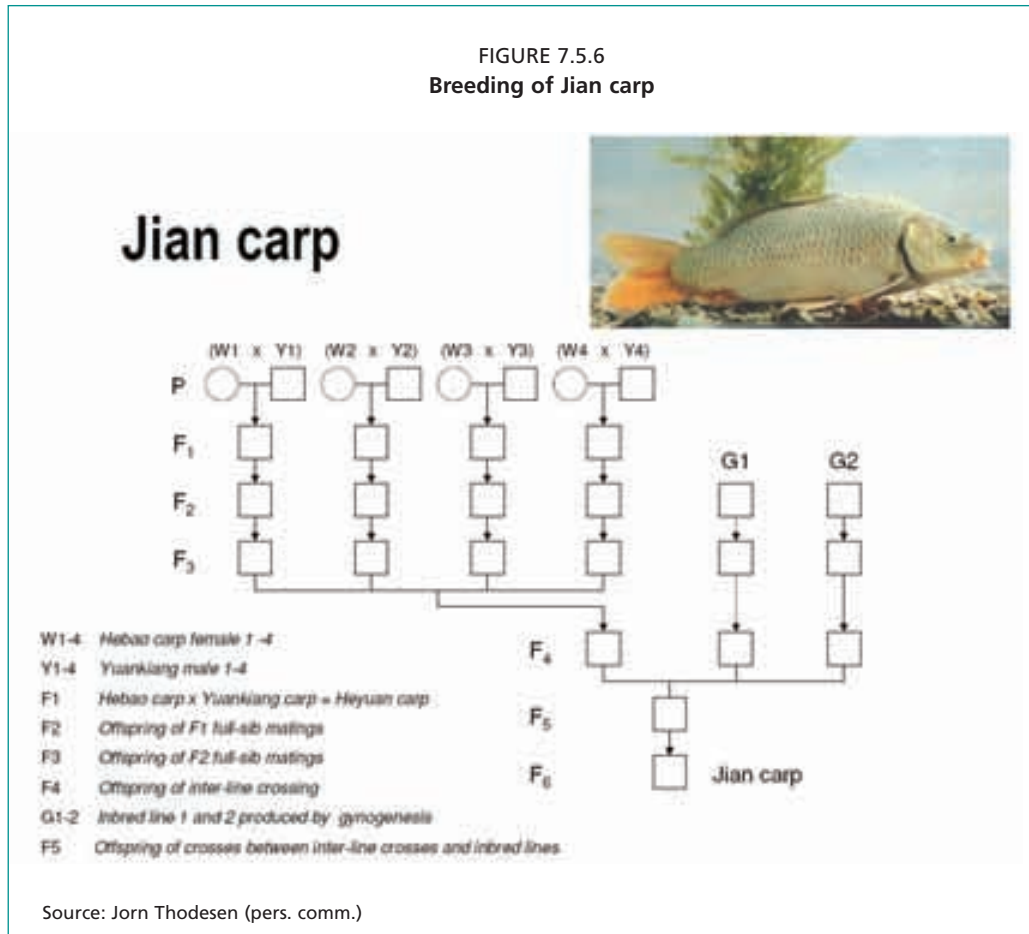 FIGURE 7.5.6
Breeding of Jian carp
Jian carp
(W1 x Y1) (W2 x Y2) (W3 x Y3) (W4 x Y4)
P
F1
G1 G2
F2
F3
W1-4 Hebao carp female 1 -4
Y1-4 Yuankiang male 1-4
F4
F1 Hebao carp x Yuankiang carp = Heyuan carp
F2 Offspring of F1 full-sib matings
F5
F3 Offspring of F2 full-sib matings
F4 Offspring of inter-line crossing
F6 Jian carp
G1-2 Inbred line 1 and 2 produced by gynogenesis
F5 Offspring of crosses between inter-line crosses and inbred lines
Source: Jorn Thodesen (pers. comm.)